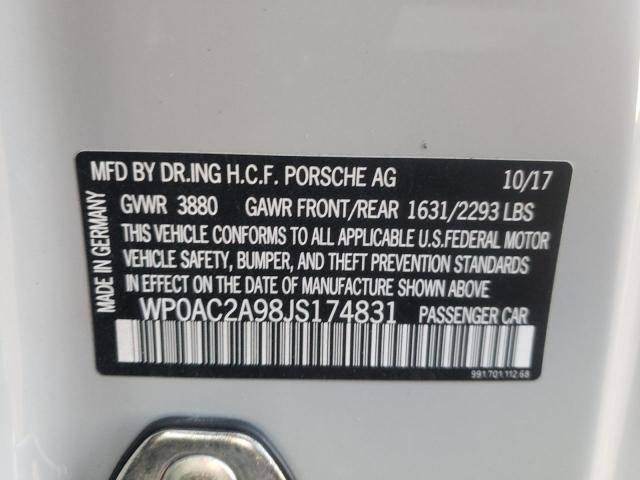 MFD BY DR.ING H.C.F. PORSCHE AG 10/17
GVWR 3880 GAWR FRONT/REAR 1631/2293 LBS
THIS VEHICLE CONFORMS TO ALL APPLICABLE U.S.FEDERAL MOTOR
VEHICLE SAFETY, BUMPER, AND THEFT PREVENTION STANDARDS
IN EFFECT ON THE DATE OF MANUFACTURE SHOWN ABOVE
WP0AC2A98JS174831 PASSENGER CAR
991 701 112 68
MADE IN GERMANY